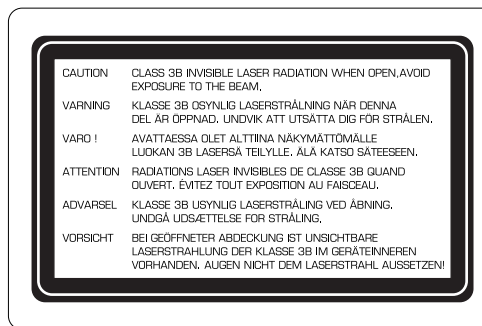 CAUTION CLASS 3B INVISIBLE LASER RADIATION WHEN OPEN,AVOID
EXPOSURE TO THE BEAM,
VARNING KLASSE 3B OSYNLIG LASERSTRÅLNING NÄR DENNA
DEL ÄR ÖPPNAD. UNDVIK ATT UTSÄTTA DIG FÖR STRÅLEN.
VARO ! AVATTAESSA OLET ALTTIINA NÄKYMÄTTÖMÄLLE
LUOKAN 3B LASERSÄ TEILYLLE. ÄLÄ KATSO SÄTEESEEN.
ATTENTION RADIATIONS LASER INVISIBLES DE CLASSE 3B QUAND
OUVERT. ÉVITEZ TOUT EXPOSITION AU FAISCEAU.
ADVARSEL KLASSE 3B USYNLIG LASERSTRÅLING VED ÅBNING.
UNDGÅ UDSÆTTELSE FOR STRÅLING,
VORSICHT BEI GEÖFFNETER ABDECKUNG IST UNSICHTBARE
LASERSTRAHLUNG DER KLASSE 3B IM GERÄTEINNEREN
VORHANDEN. AUGEN NICHT DEM LASERSTRAHL AUSSETZEN!